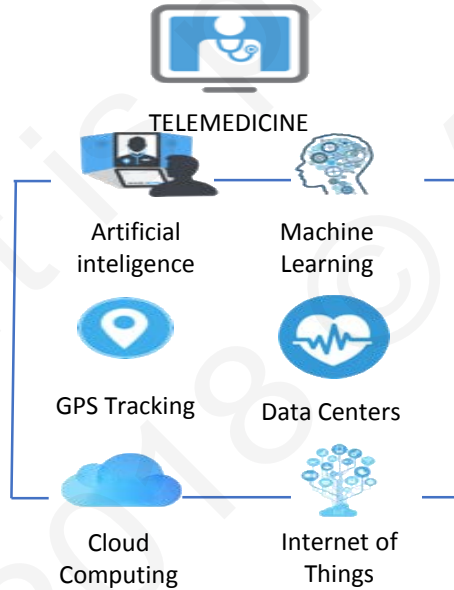 TELEMEDICINE
Artificial
inteligence
Machine
Learning
GPS Tracking
Data Centers
Cloud
Computing
Internet of
Things